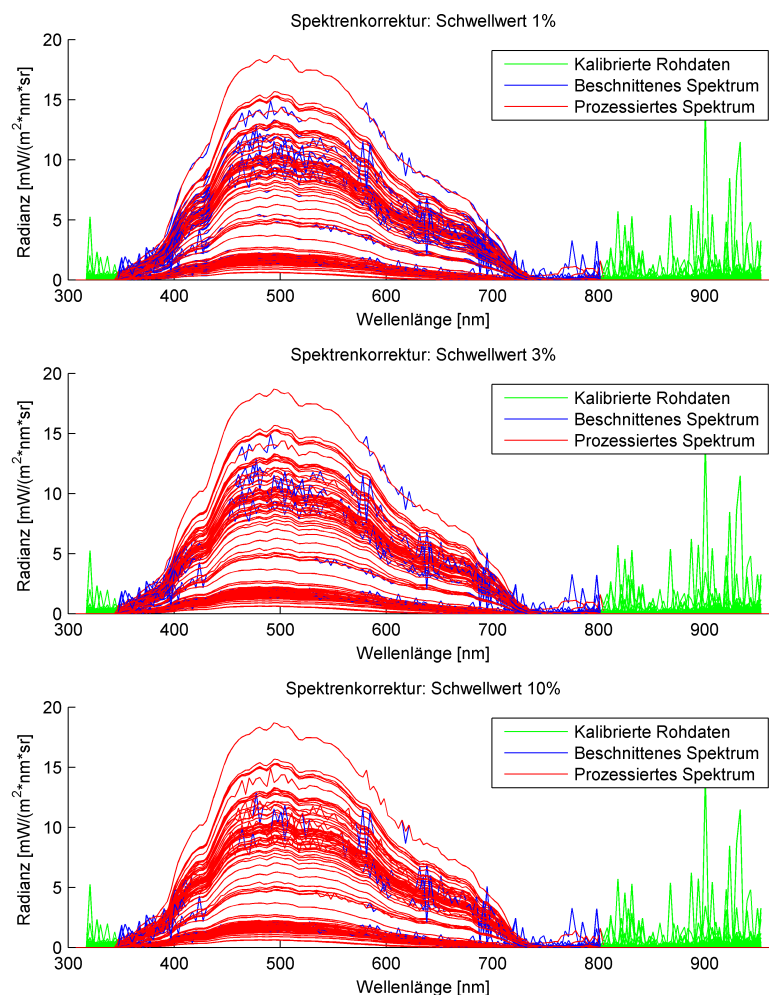 Spektrenkorrektur: Schwellwert 1%
20
15
10
5
0
Radianz [mW/(m²*nm*sr]
Kalibrierte Rohdaten
Beschnittenes Spektrum
Prozessiertes Spektrum
300 400 500 600 700 800 900
Wellenlänge [nm]
Spektrenkorrektur: Schwellwert 3%
20
15
10
5
0
Radianz [mW/(m²*nm*sr]
Kalibrierte Rohdaten
Beschnittenes Spektrum
Prozessiertes Spektrum
300 400 500 600 700 800 900
Wellenlänge [nm]
Spektrenkorrektur: Schwellwert 10%
20
15
10
5
0
Radianz [mW/(m²*nm*sr]
Kalibrierte Rohdaten
Beschnittenes Spektrum
Prozessiertes Spektrum
300 400 500 600 700 800 900
Wellenlänge [nm]